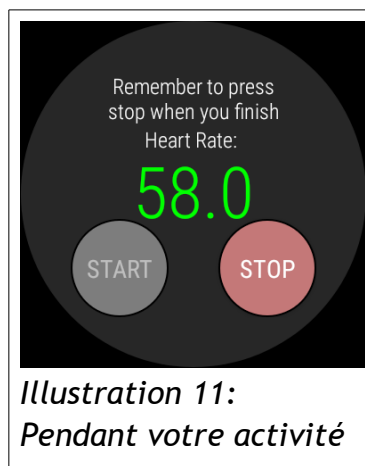 Remember to press
stop when you finish
Heart Rate:
58.0
START
STOP
Illustration 11:
Pendant votre activité